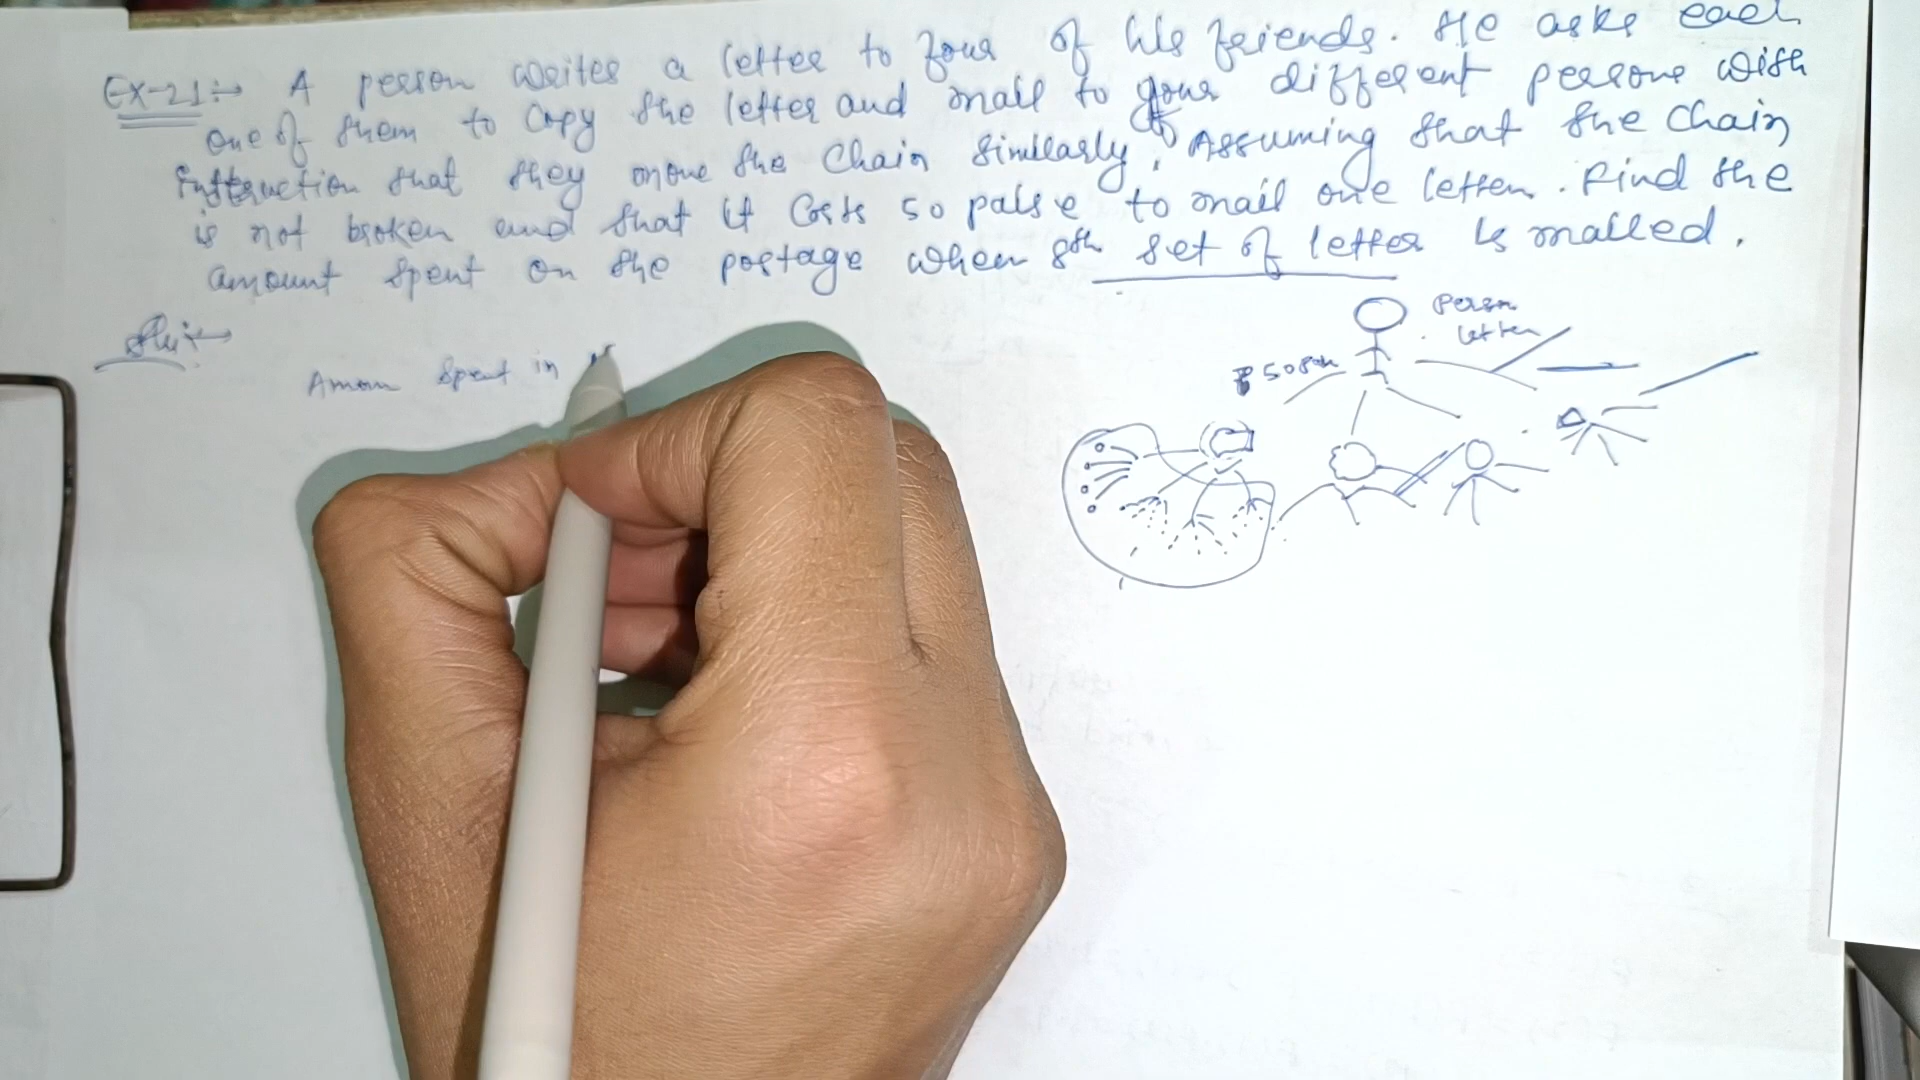 Ex-21:→ A person writes a letter to four of his friends. He asks each
one of them to copy the letter and mail to four different persons with
instruction that they move the chain similarly. Assuming that the chain
is not broken and that it costs 50 paise to mail one letter. Find the
amount spent on the postage when 8th set of letter is mailed.
Person
letter
50
Amoun Spent in